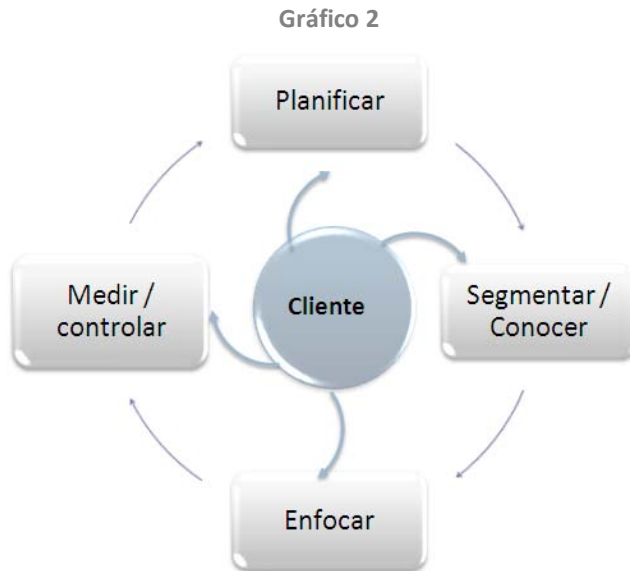 Gráfico 2
Planificar
Segmentar /
Conocer
Cliente
Medir /
controlar
Enfocar